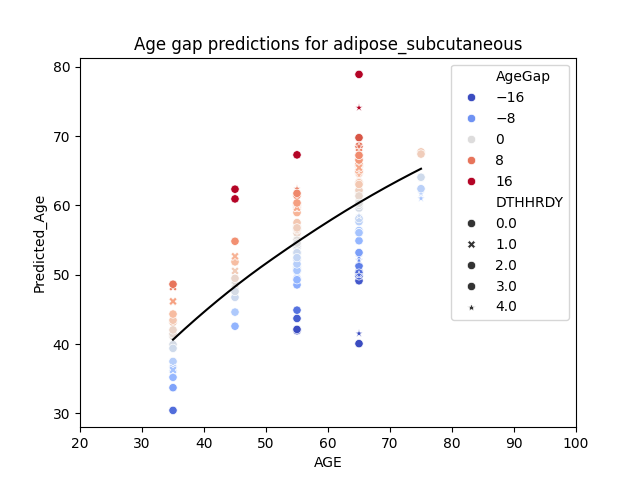 Age gap predictions for adipose_subcutaneous
80
70
60
50
40
30
Predicted_Age
20 30 40 50 60 70 80 90 100
AGE
AgeGap
−16
−8
0
8
16
DTHHRDY
0.0
1.0
2.0
3.0
4.0